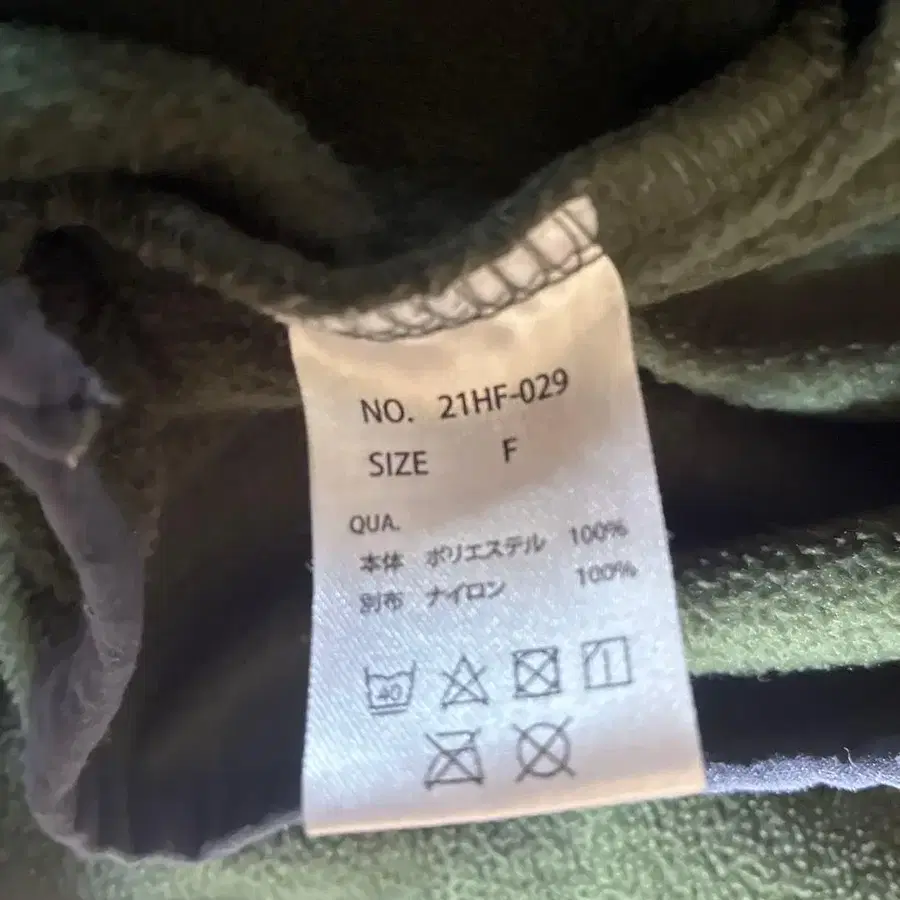 NO. 21HF-029
SIZE F
QUA.
本体 ポリエステル 100%
別布 ナイロン 100%
40